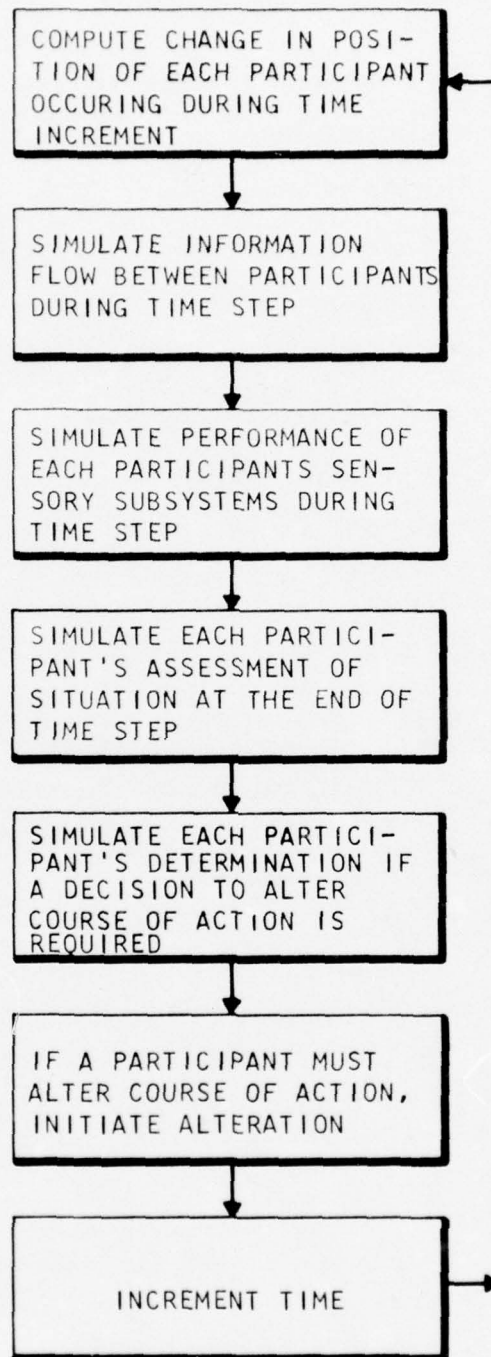 COMPUTE CHANGE IN POSI-
TION OF EACH PARTICIPANT
OCCURING DURING TIME
INCREMENT
SIMULATE INFORMATION
FLOW BETWEEN PARTICIPANTS
DURING TIME STEP
SIMULATE PERFORMANCE OF
EACH PARTICIPANTS SEN-
SORY SUBSYSTEMS DURING
TIME STEP
SIMULATE EACH PARTICI-
PANT'S ASSESSMENT OF
SITUATION AT THE END OF
TIME STEP
SIMULATE EACH PARTICI-
PANT'S DETERMINATION IF
A DECISION TO ALTER
COURSE OF ACTION IS
REQUIRED
IF A PARTICIPANT MUST
ALTER COURSE OF ACTION,
INITIATE ALTERATION
INCREMENT TIME